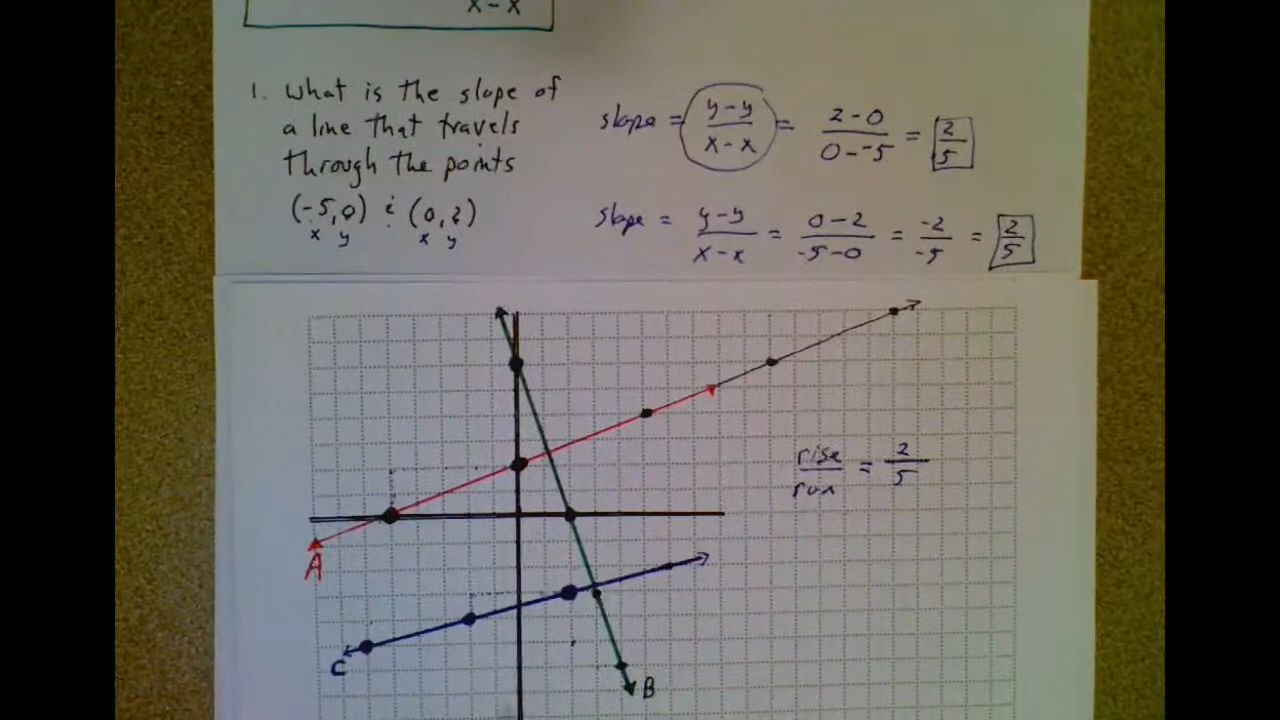 x - x
1. What is the slope of
a line that travels
through the points
(-5,0) & (0,2)
x y x y
slope = y-y / x-x = 2-0 / 0--5 = 2/5
slope = y-y / x-x = 0-2 / -5-0 = -2/-5 = 2/5
rise/run = 2/5
A
C
B